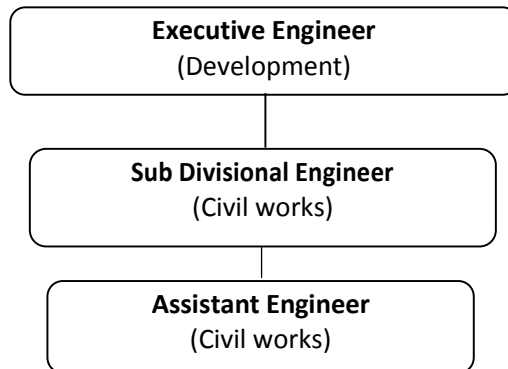 Executive Engineer
(Development)
Sub Divisional Engineer
(Civil works)
Assistant Engineer
(Civil works)